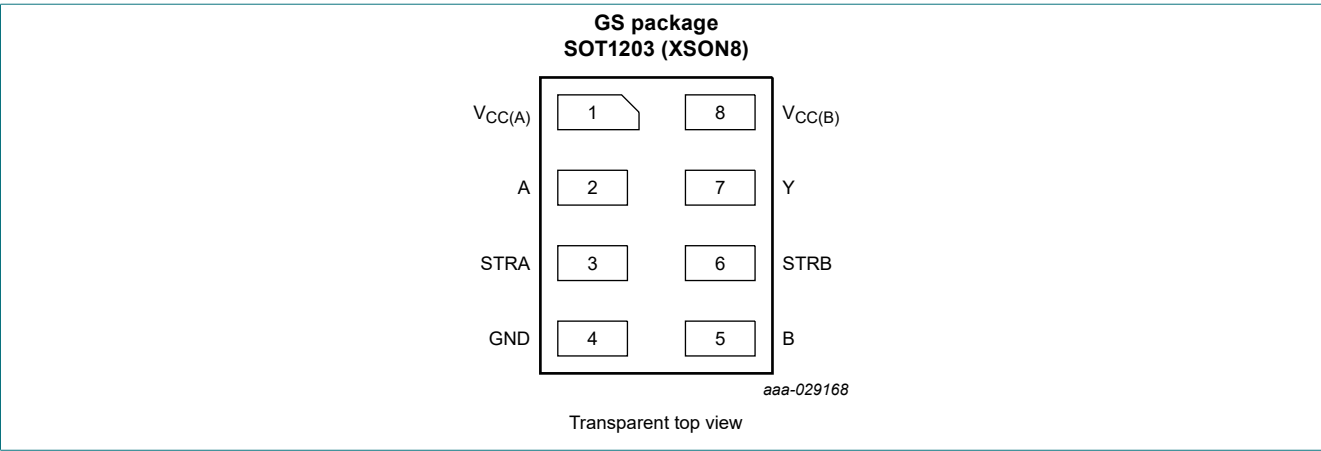 GS package
SOT1203 (XSON8)
VCC(A) 1 8 VCC(B)
A 2 7 Y
STRA 3 6 STRB
GND 4 5 B
aaa-029168
Transparent top view